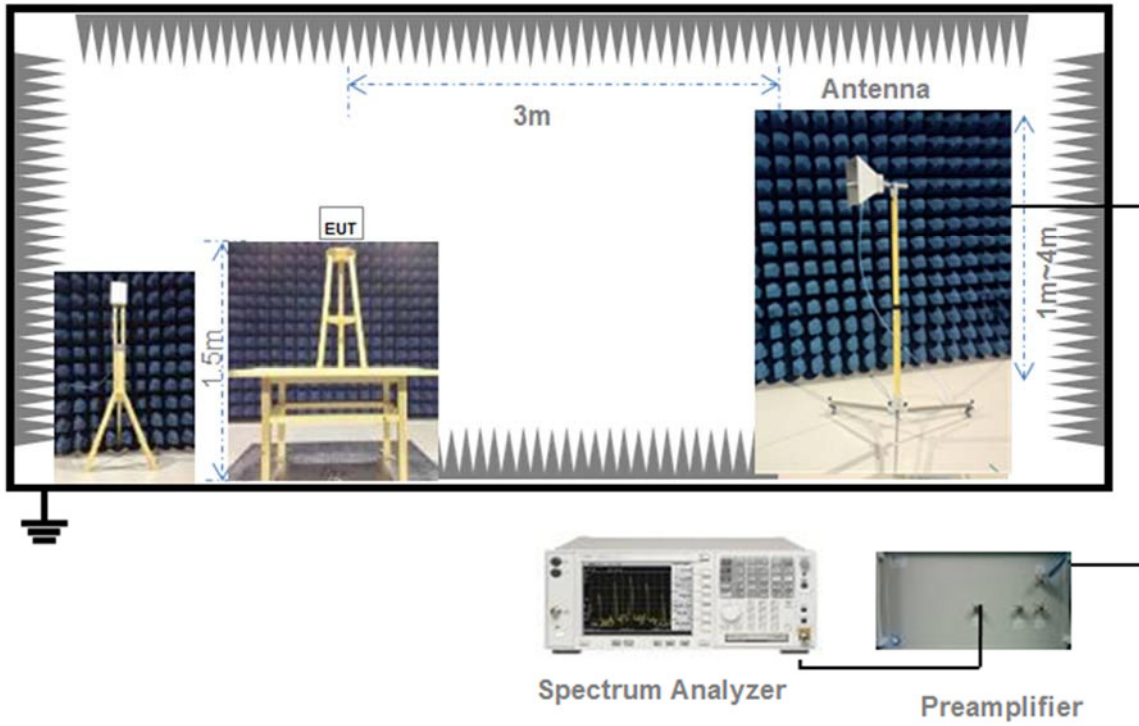 Antenna
3m
EUT
1.5m
1m~4m
Spectrum Analyzer
Preamplifier